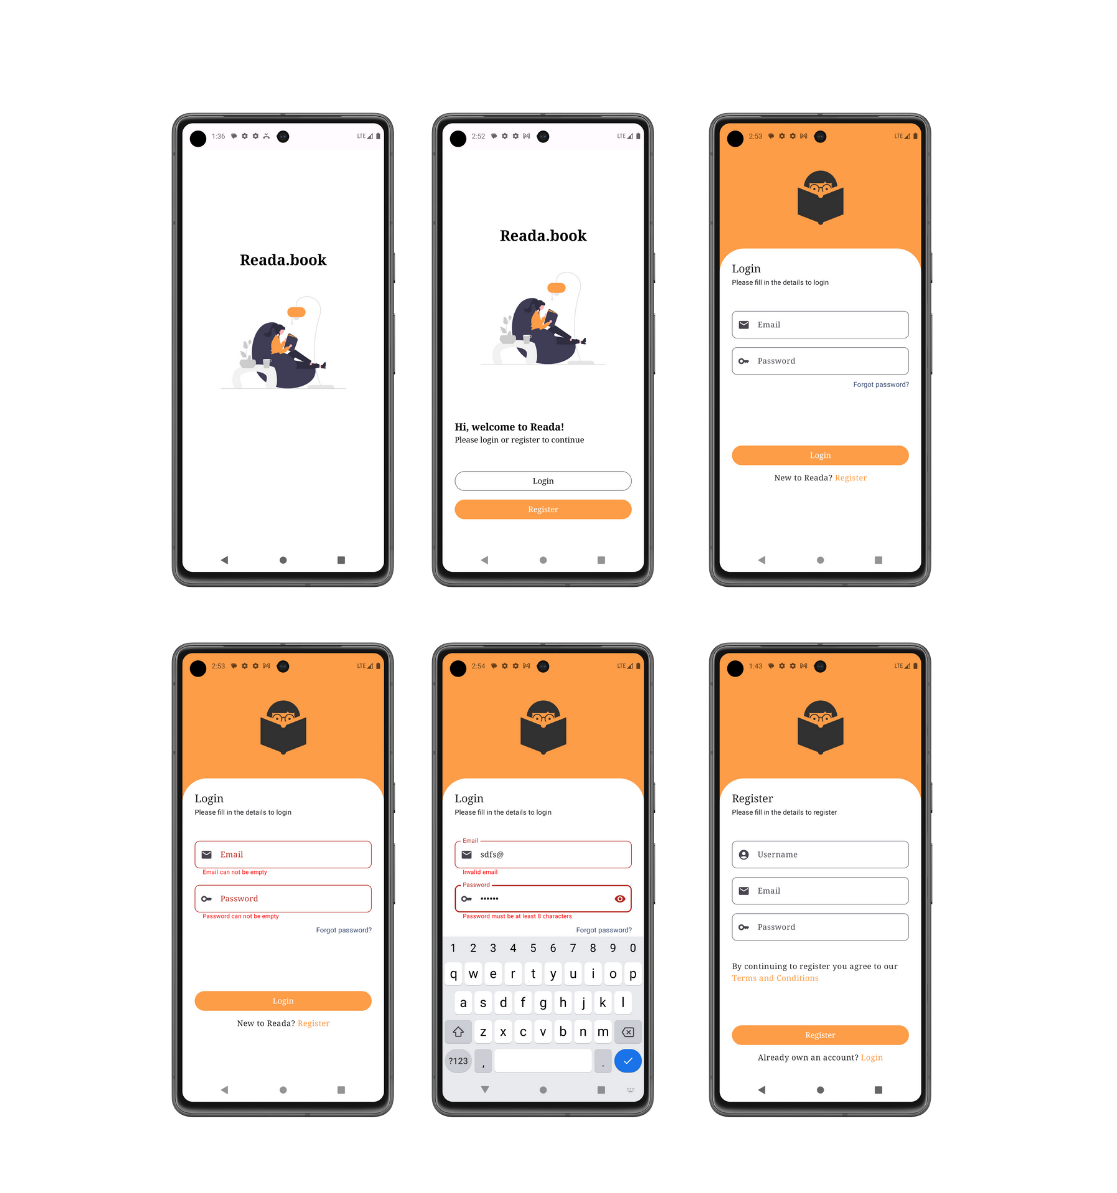 1:36
LTE
Reada.book
2:52
LTE
Reada.book
Hi, welcome to Reada!
Please login or register to continue
Login
Register
2:53
LTE
Login
Please fill in the details to login
Email
Password
Forgot password?
Login
New to Reada? Register
2:53
LTE
Login
Please fill in the details to login
Email
Email can not be empty
Password
Password can not be empty
Forgot password?
Login
New to Reada? Register
2:54
LTE
Login
Please fill in the details to login
Email
sdfs@
Invalid email
Password
••••••
Password must be at least 8 characters
Forgot password?
1 2 3 4 5 6 7 8 9 0
q w e r t y u i o p
a s d f g h j k l
z x c v b n m
?123 , .
1:43
LTE
Register
Please fill in the details to register
Username
Email
Password
By continuing to register you agree to our
Terms and Conditions
Register
Already own an account? Login